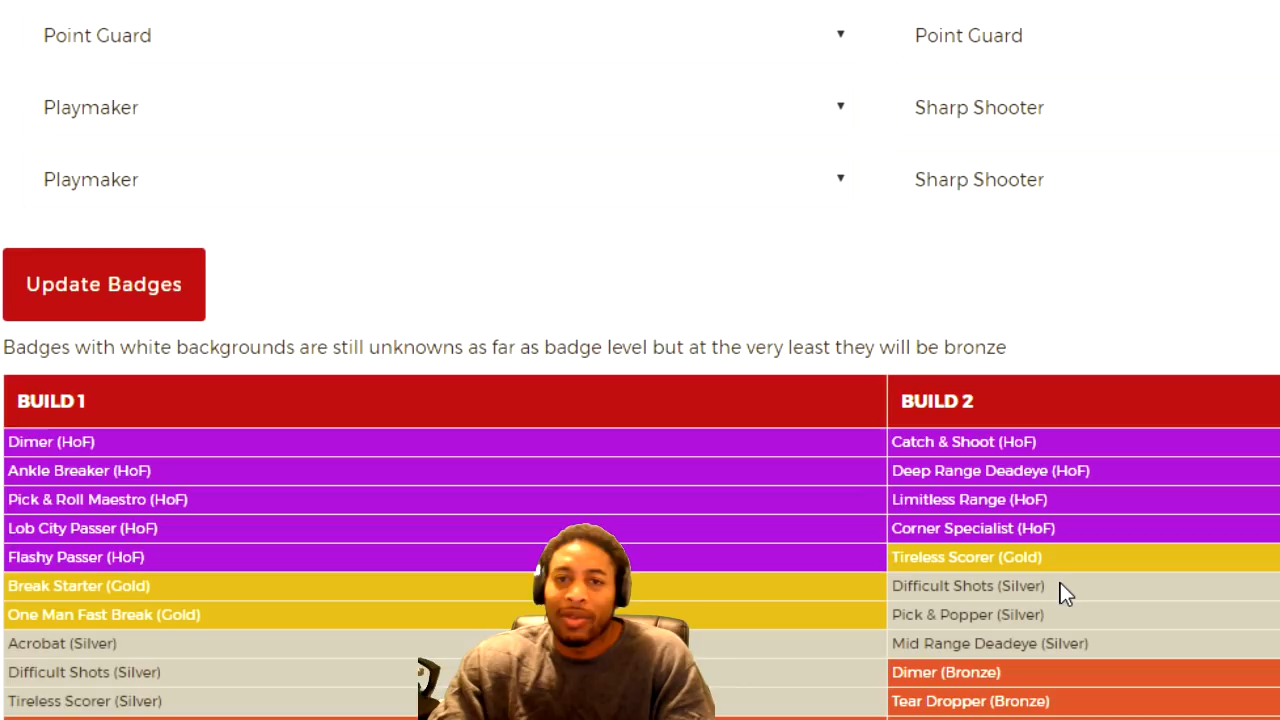 Point Guard ▼ Point Guard
Playmaker ▼ Sharp Shooter
Playmaker ▼ Sharp Shooter
Update Badges
Badges with white backgrounds are still unknowns as far as badge level but at the very least they will be bronze
BUILD 1 BUILD 2
Dimer (HoF) Catch & Shoot (HoF)
Ankle Breaker (HoF) Deep Range Deadeye (HoF)
Pick & Roll Maestro (HoF) Limitless Range (HoF)
Lob City Passer (HoF) Corner Specialist (HoF)
Flashy Passer (HoF) Tireless Scorer (Gold)
Break Starter (Gold) Difficult Shots (Silver)
One Man Fast Break (Gold) Pick & Popper (Silver)
Acrobat (Silver) Mid Range Deadeye (Silver)
Difficult Shots (Silver) Dimer (Bronze)
Tireless Scorer (Silver) Tear Dropper (Bronze)